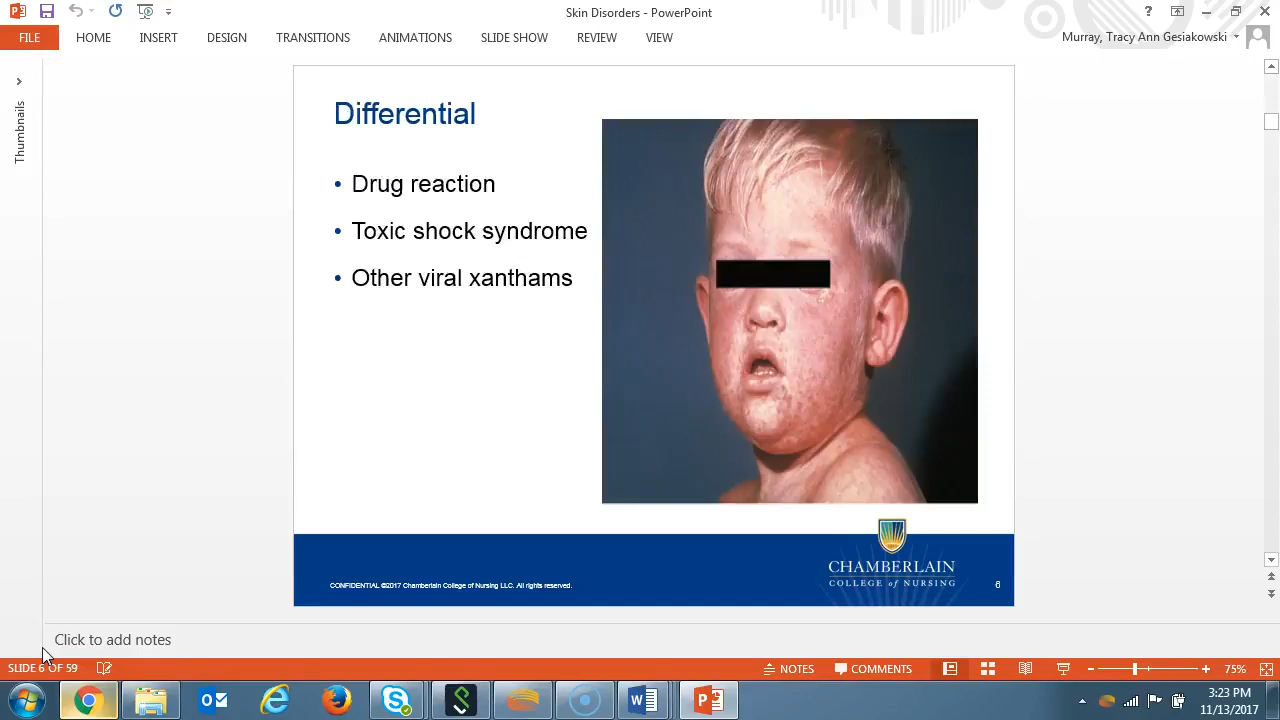 Skin Disorders - PowerPoint
?
FILE HOME INSERT DESIGN TRANSITIONS ANIMATIONS SLIDE SHOW REVIEW VIEW
Murray, Tracy Ann Gesiakowski
Thumbnails
Differential
• Drug reaction
• Toxic shock syndrome
• Other viral xanthams
CHAMBERLAIN
COLLEGE of NURSING
CONFIDENTIAL ©2017 Chamberlain College of Nursing LLC. All rights reserved.
6
Click to add notes
SLIDE 6 OF 59
NOTES COMMENTS 75%
3:23 PM
11/13/2017